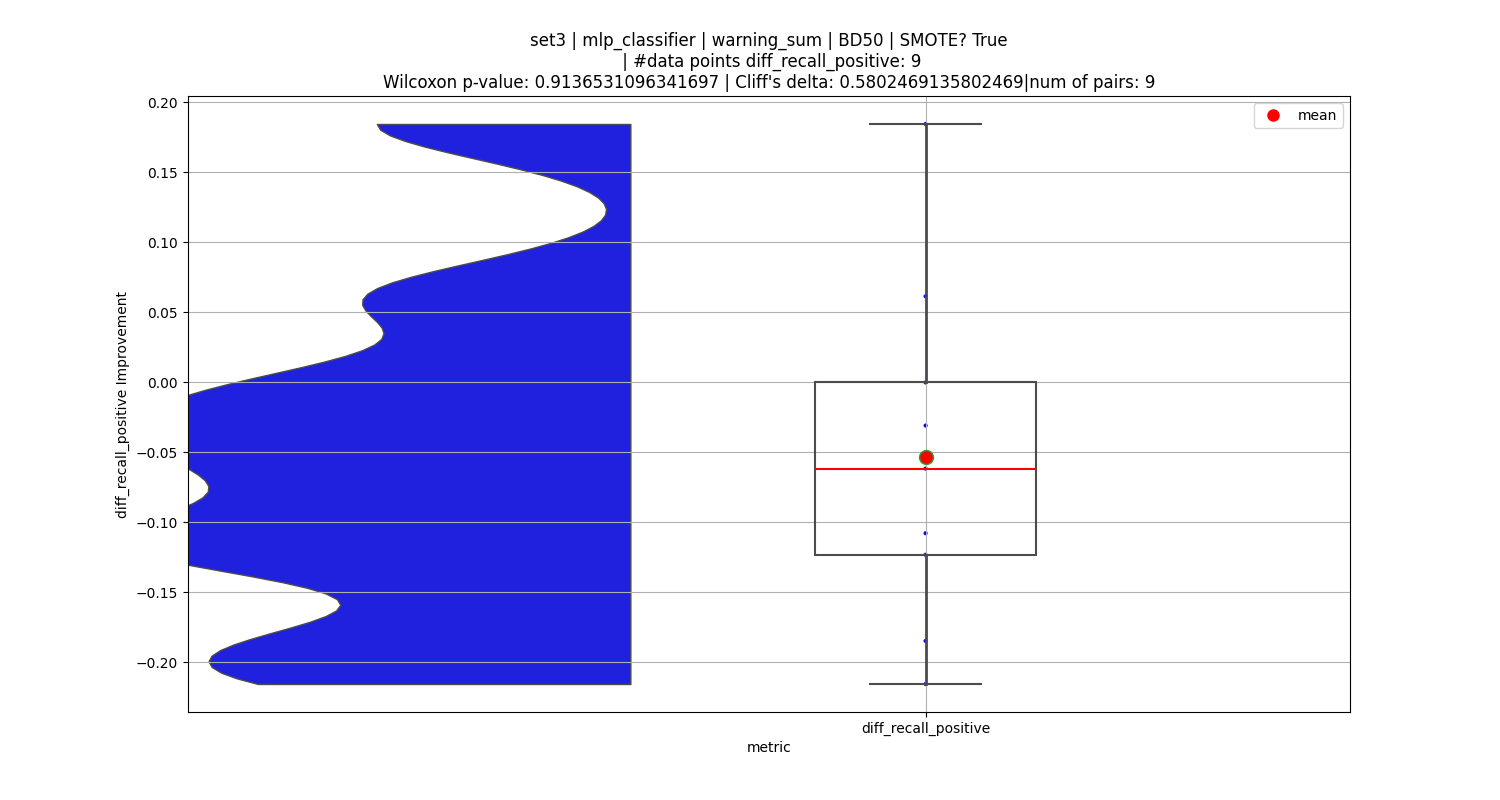 set3 | mlp_classifier | warning_sum | BD50 | SMOTE? True
| #data points diff_recall_positive: 9
Wilcoxon p-value: 0.9136531096341697 | Cliff's delta: 0.5802469135802469|num of pairs: 9
mean
0.20
0.15
0.10
0.05
0.00
−0.05
−0.10
−0.15
−0.20
diff_recall_positive Improvement
diff_recall_positive
metric